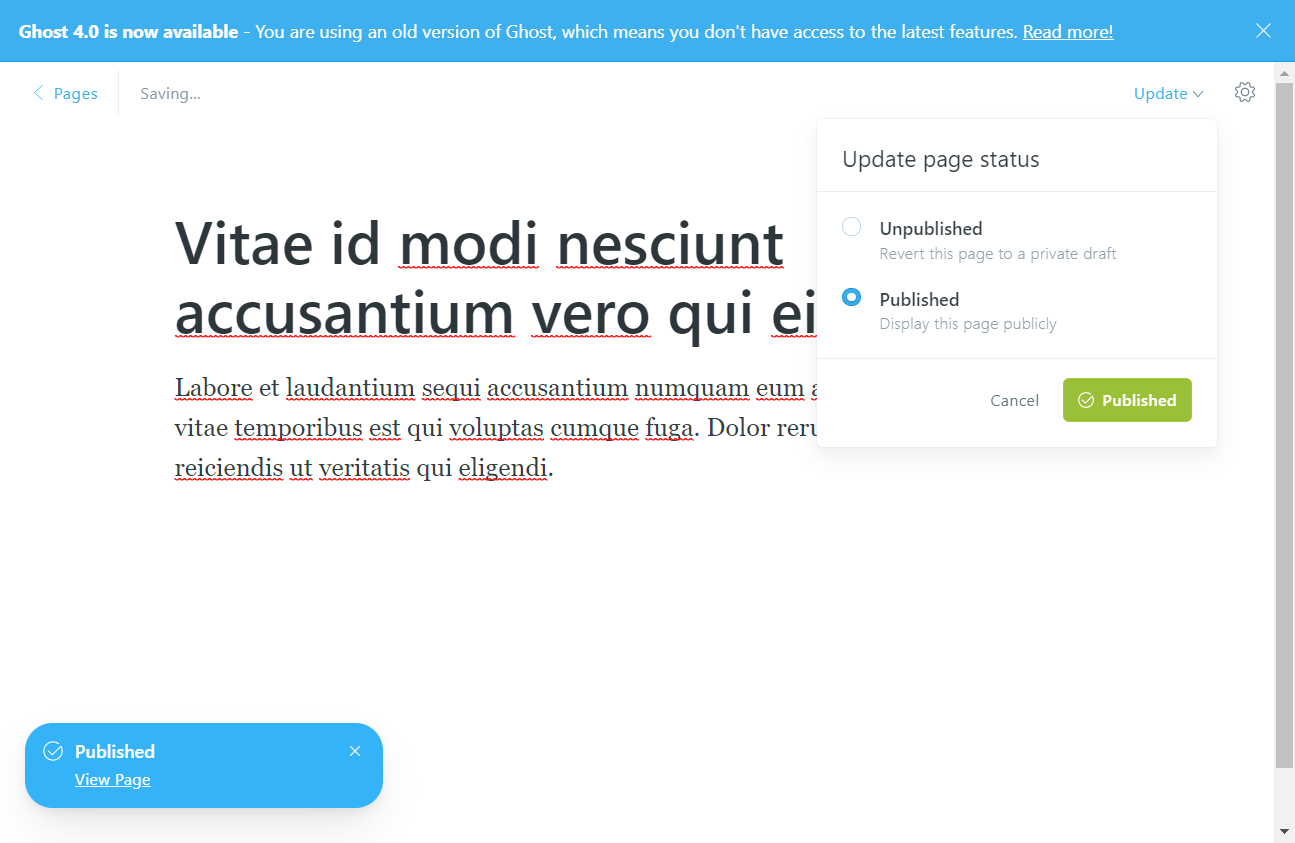 Ghost 4.0 is now available - You are using an old version of Ghost, which means you don't have access to the latest features. Read more!
Pages
Saving...
Update
Update page status
Unpublished
Revert this page to a private draft
Published
Display this page publicly
Cancel
Published
Vitae id modi nesciunt
accusantium vero qui ei
Labore et laudantium sequi accusantium numquam eum
vitae temporibus est qui voluptas cumque fuga. Dolor reru
reiciendis ut veritatis qui eligendi.
Published
View Page